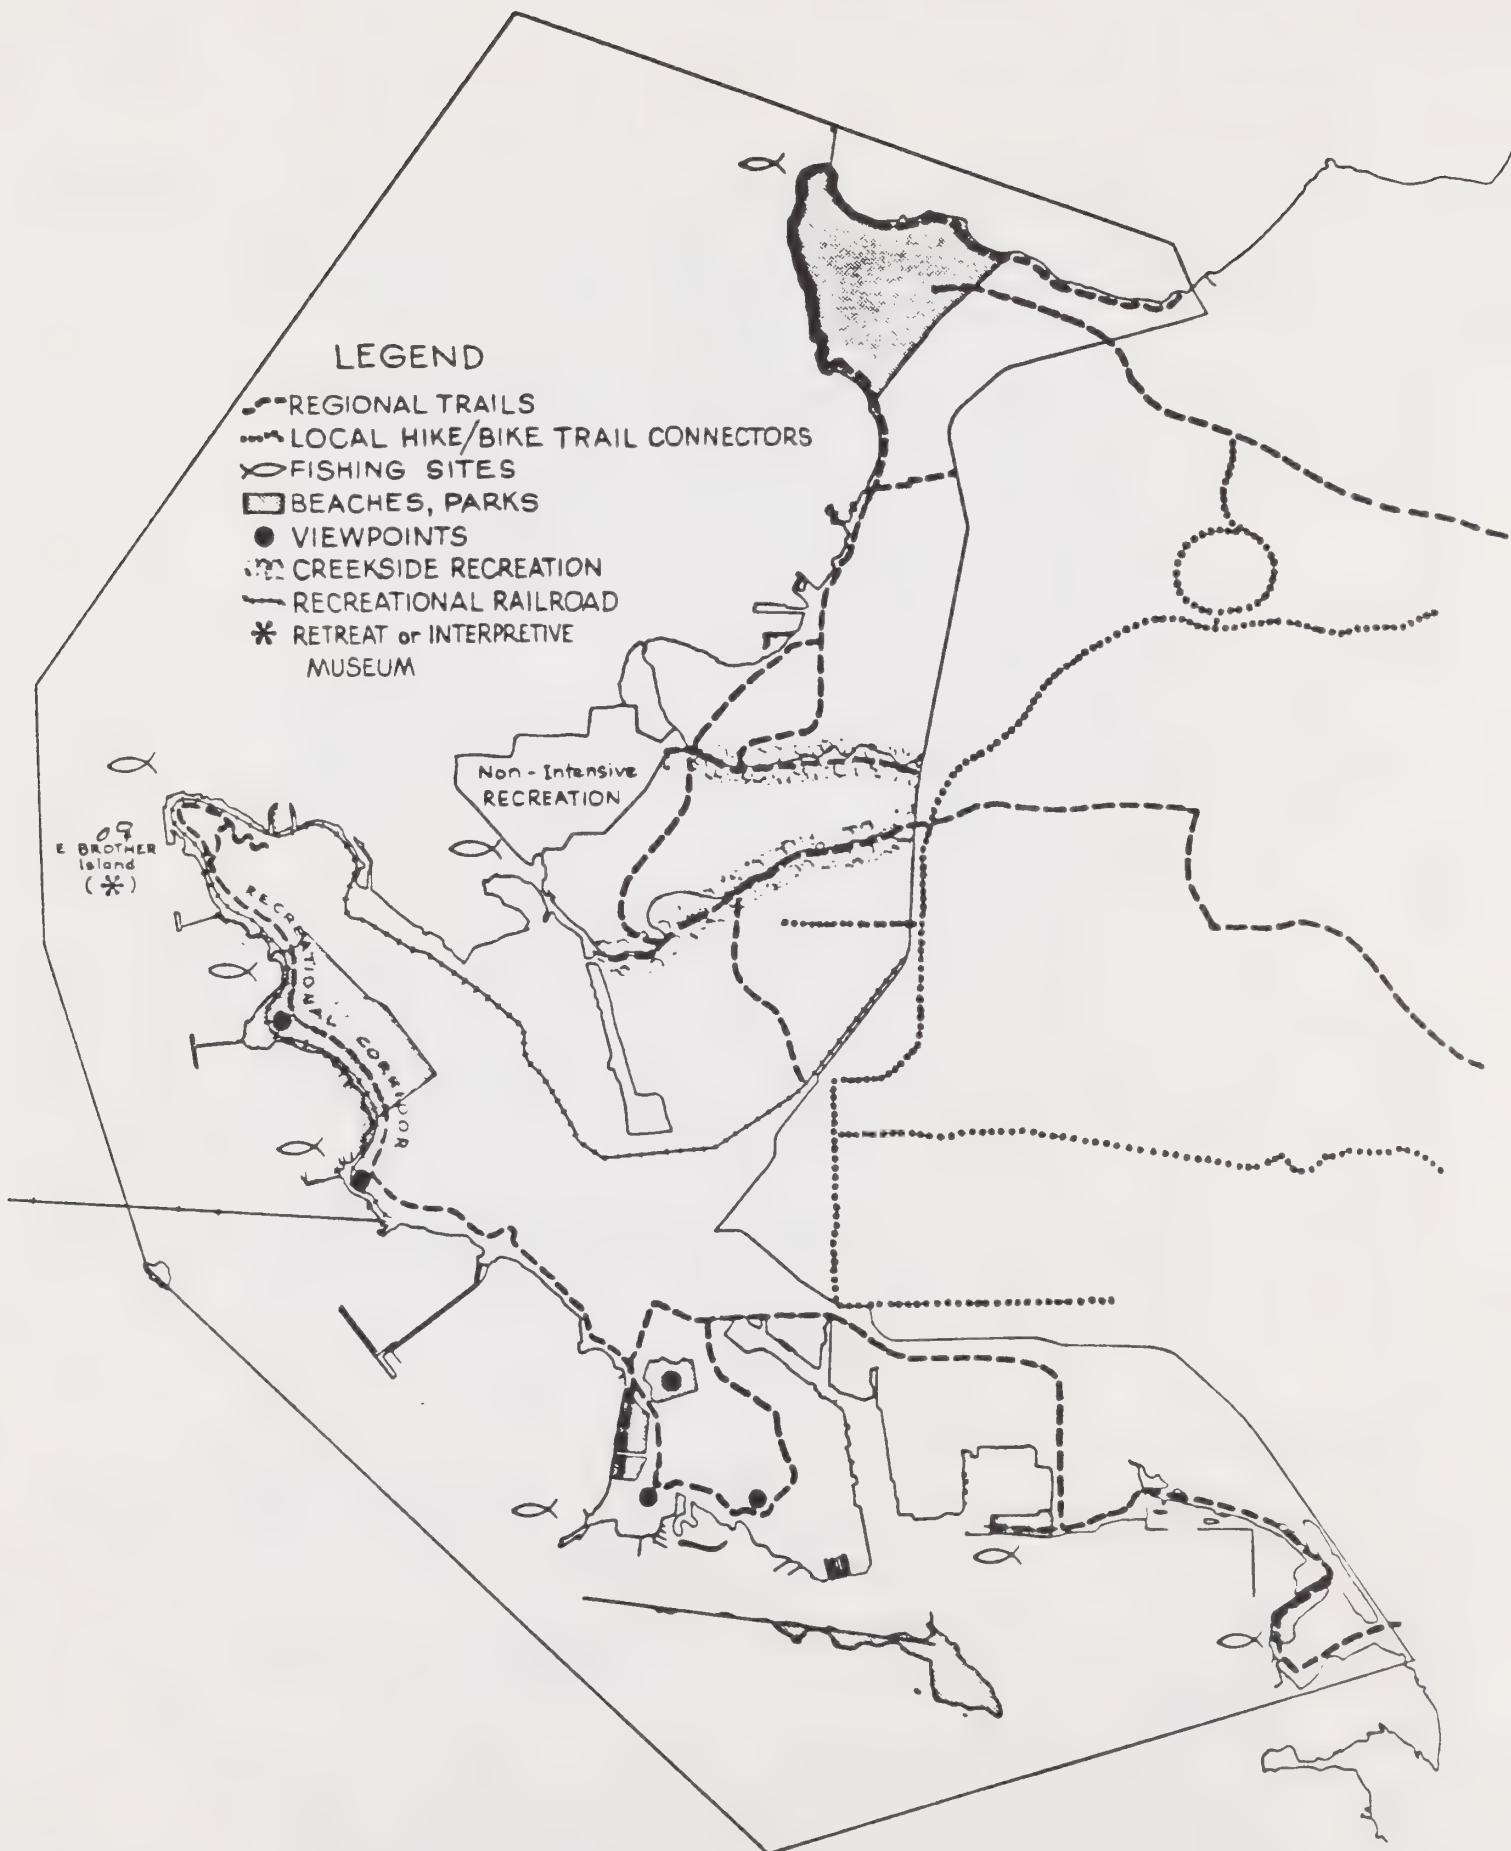 LEGEND
REGIONAL TRAILS
LOCAL HIKE/BIKE TRAIL CONNECTORS
FISHING SITES
BEACHES, PARKS
VIEWPOINTS
CREEKSIDE RECREATION
RECREATIONAL RAILROAD
RETREAT or INTERPRETIVE
MUSEUM
Non-Intensive
RECREATION
E BROTHER
Island
(*)
RECREATIONAL CORRIDOR